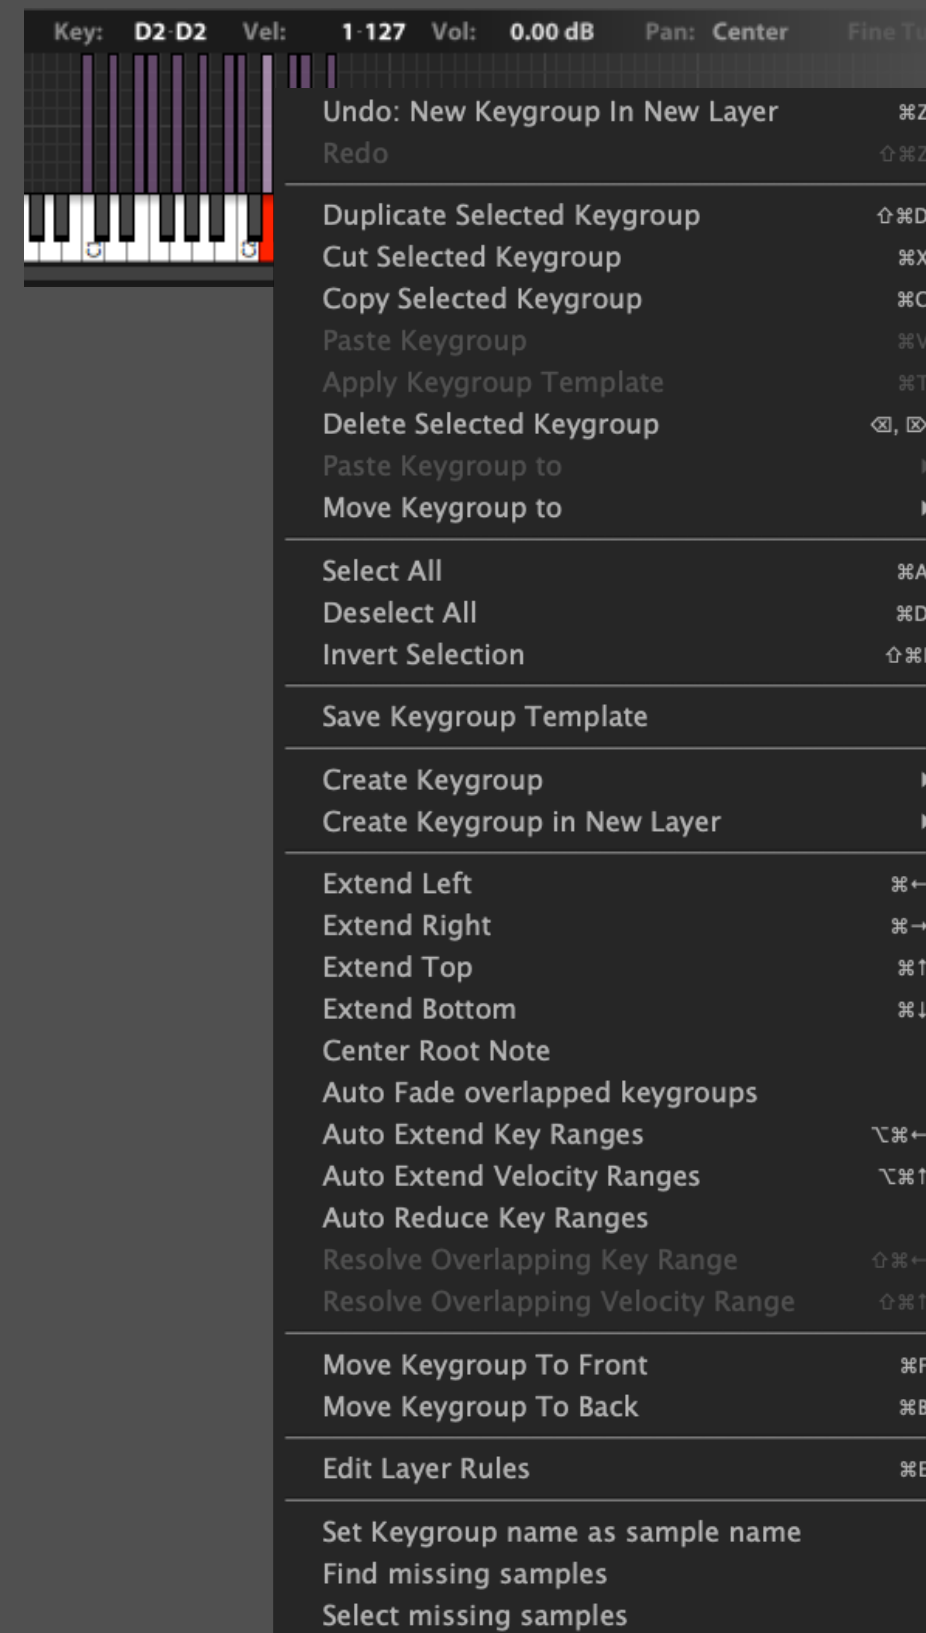 Key: D2-D2 Vel: 1-127 Vol: 0.00 dB Pan: Center Fine Tu
Undo: New Keygroup In New Layer ⌘Z
Redo ⇧⌘Z
Duplicate Selected Keygroup ⇧⌘D
Cut Selected Keygroup ⌘X
Copy Selected Keygroup ⌘C
Paste Keygroup ⌘V
Apply Keygroup Template ⌘T
Delete Selected Keygroup ⌫, ⌦
Paste Keygroup to
Move Keygroup to
Select All ⌘A
Deselect All ⌘D
Invert Selection ⇧⌘I
Save Keygroup Template
Create Keygroup
Create Keygroup in New Layer
Extend Left ⌘←
Extend Right ⌘→
Extend Top ⌘↑
Extend Bottom ⌘↓
Center Root Note
Auto Fade overlapped keygroups
Auto Extend Key Ranges ⌥⌘←
Auto Extend Velocity Ranges ⌥⌘↑
Auto Reduce Key Ranges
Resolve Overlapping Key Range ⇧⌘←
Resolve Overlapping Velocity Range ⇧⌘↑
Move Keygroup To Front ⌘F
Move Keygroup To Back ⌘B
Edit Layer Rules ⌘E
Set Keygroup name as sample name
Find missing samples
Select missing samples